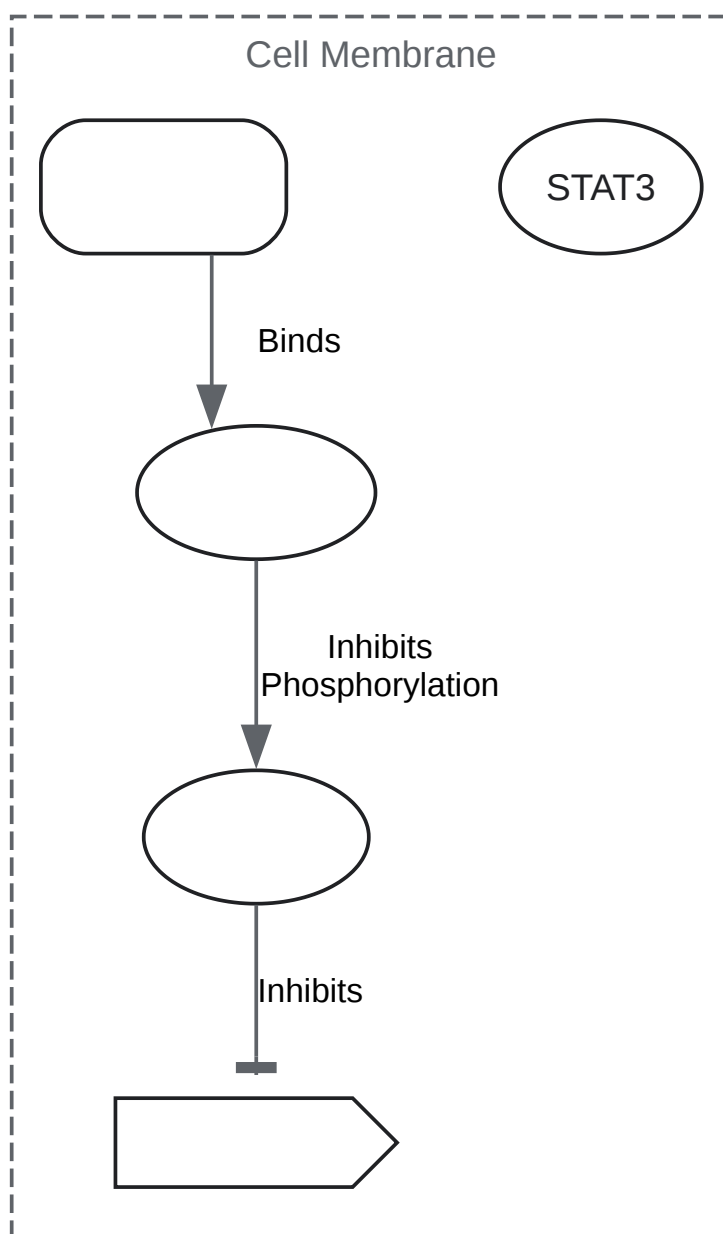 Cell Membrane
STAT3
Binds
Inhibits
Phosphorylation
Inhibits